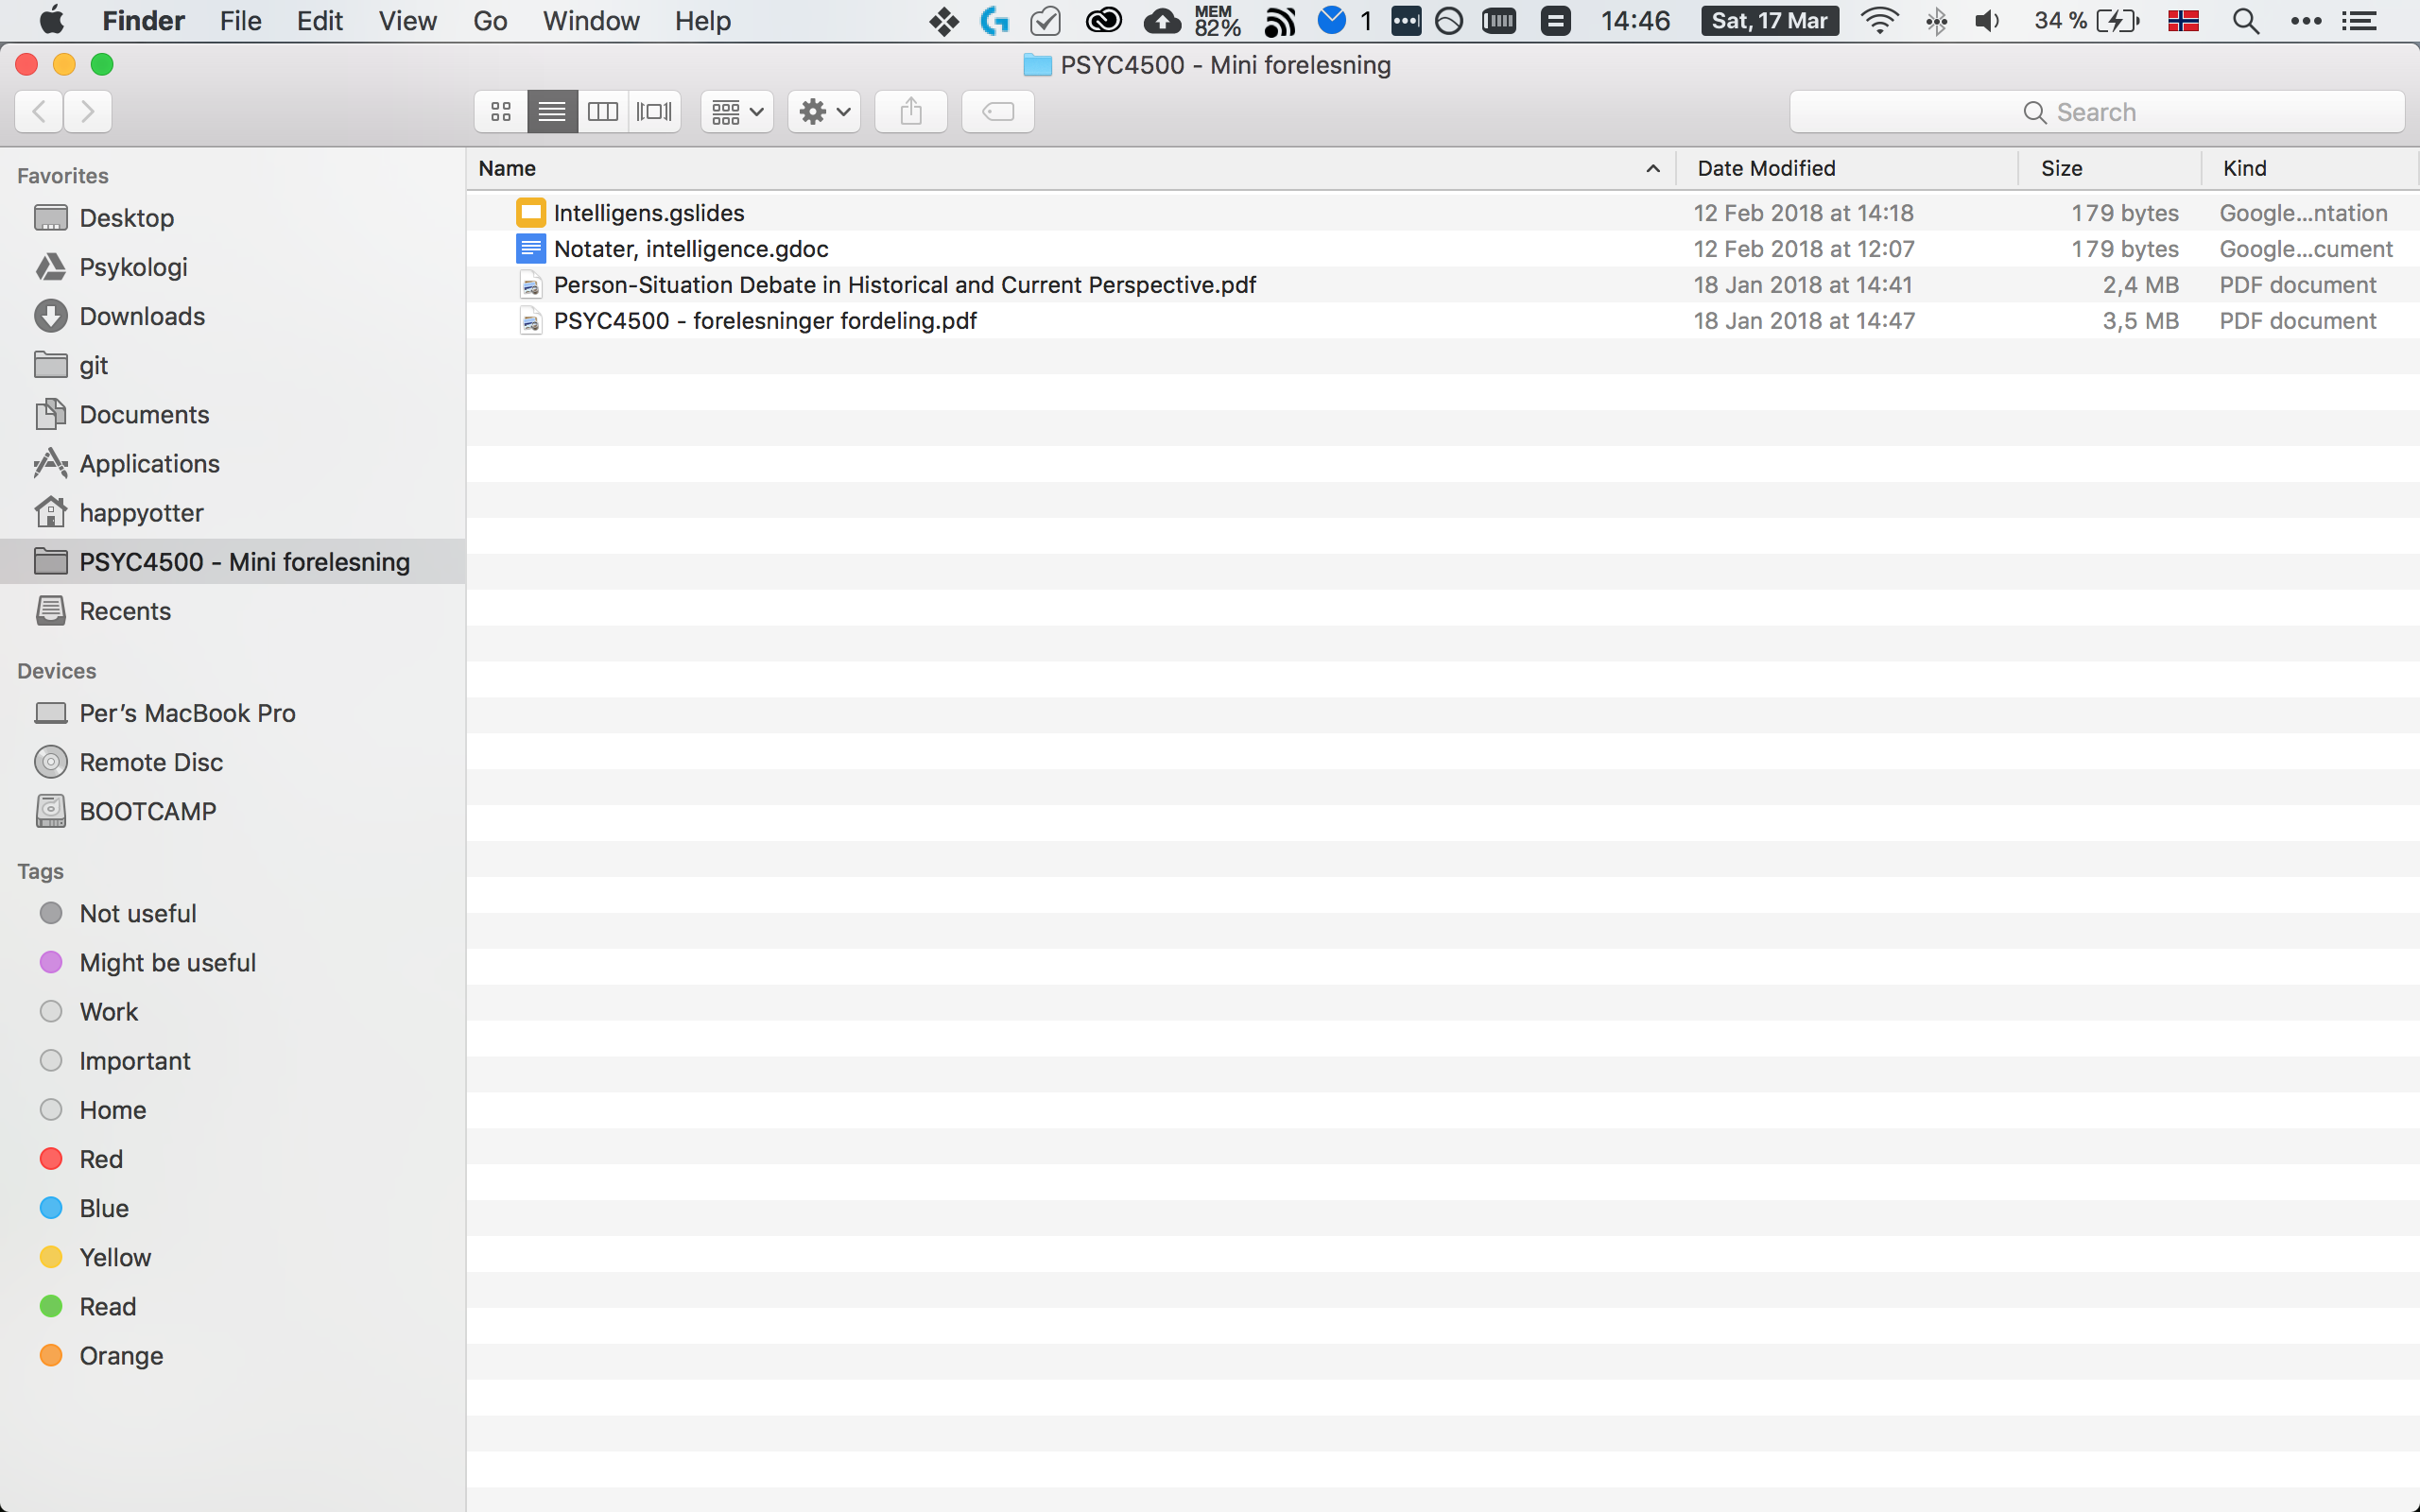 Finder File Edit View Go Window Help MEM 82% 1 14:46 Sat, 17 Mar 34 %
PSYC4500 - Mini forelesning
Search
Favorites
Desktop
Psykologi
Downloads
git
Documents
Applications
happyotter
PSYC4500 - Mini forelesning
Recents
Devices
Per's MacBook Pro
Remote Disc
BOOTCAMP
Tags
Not useful
Might be useful
Work
Important
Home
Red
Blue
Yellow
Read
Orange
Name Date Modified Size Kind
Intelligens.gslides 12 Feb 2018 at 14:18 179 bytes Google...ntation
Notater, intelligence.gdoc 12 Feb 2018 at 12:07 179 bytes Google...cument
Person-Situation Debate in Historical and Current Perspective.pdf 18 Jan 2018 at 14:41 2,4 MB PDF document
PSYC4500 - forelesninger fordeling.pdf 18 Jan 2018 at 14:47 3,5 MB PDF document